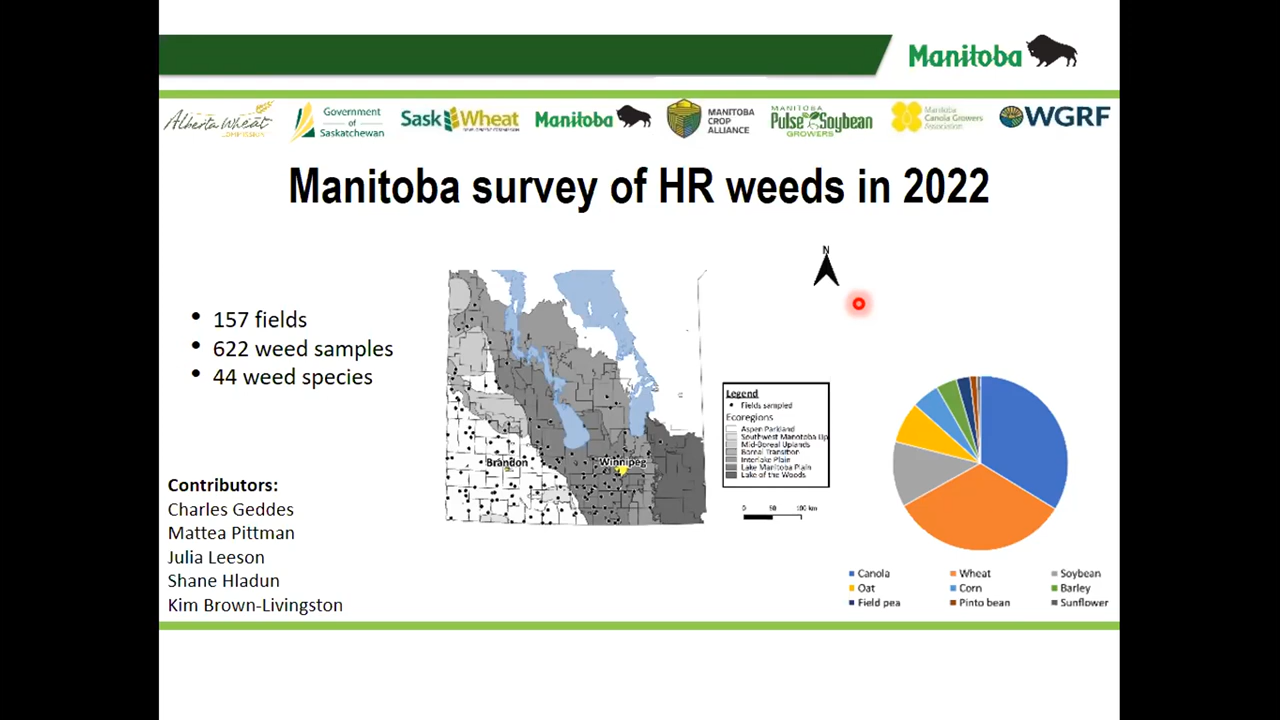 Manitoba
Alberta Wheat
COMMISSION
Government
of
Saskatchewan
Sask Wheat
Manitoba
MANITOBA
CROP
ALLIANCE
MANITOBA
Pulse Soybean
GROWERS
Manitoba
Canola Growers
Association
WGRF
Manitoba survey of HR weeds in 2022
• 157 fields
• 622 weed samples
• 44 weed species
Contributors:
Charles Geddes
Mattea Pittman
Julia Leeson
Shane Hladun
Kim Brown-Livingston
Brandon
Winnipeg
N
Legend
Fields sampled
Ecoregions
Aspen Parkland
Southwest Manitoba Up
Mid-Boreal Uplands
Boreal Transition
Interlake Plain
Lake Manitoba Plain
Lake of the Woods
0 50 100 km
Canola Wheat Soybean
Oat Corn Barley
Field pea Pinto bean Sunflower